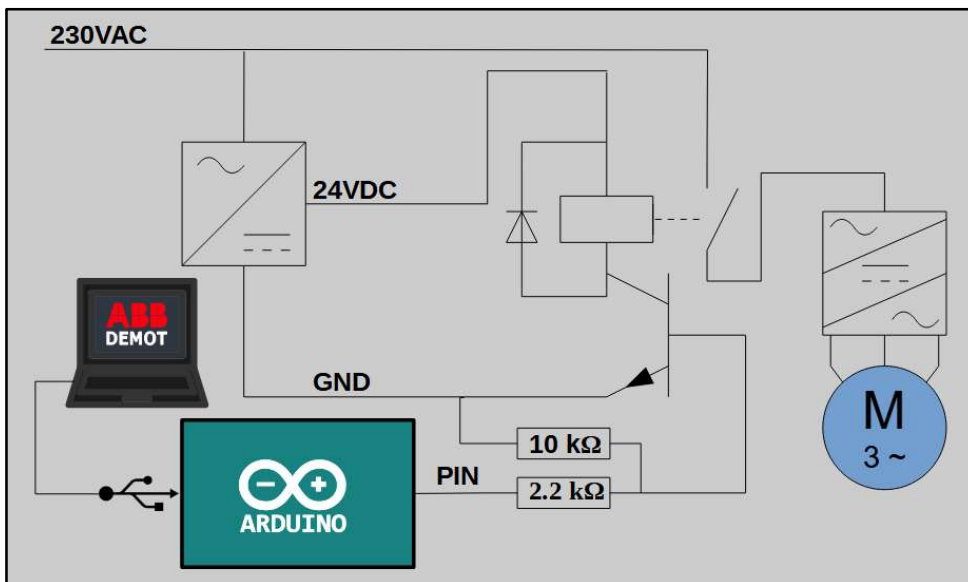 230VAC
24VDC
ABB
DEMOT
GND
M
3 ~
10 kΩ
PIN
2.2 kΩ
ARDUINO